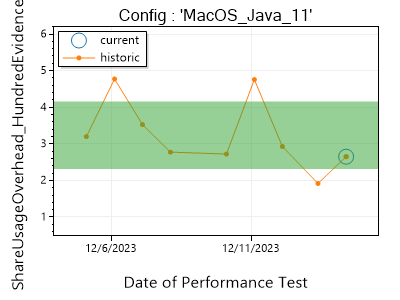 Config : 'MacOS_Java_11'
current
historic
ShareUsageOverhead_HundredEvidence
6
5
4
3
2
1
12/6/2023
12/11/2023
Date of Performance Test